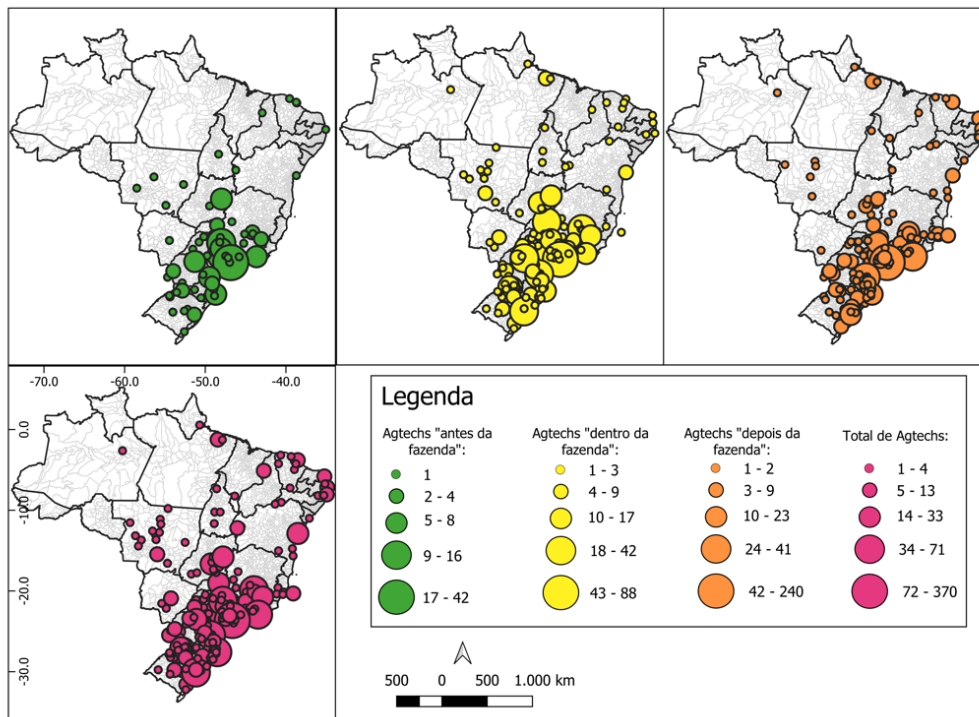 -70.0 -60.0 -50.0 -40.0
0.0
-10.0
-20.0
-30.0
Legenda
Agtechs "antes da
fazenda":
1
2 - 4
5 - 8
9 - 16
17 - 42
Agtechs "dentro da
fazenda":
1 - 3
4 - 9
10 - 17
18 - 42
43 - 88
Agtechs "depois da
fazenda":
1 - 2
3 - 9
10 - 23
24 - 41
42 - 240
Total de Agtechs:
1 - 4
5 - 13
14 - 33
34 - 71
72 - 370
500 0 500 1.000 km